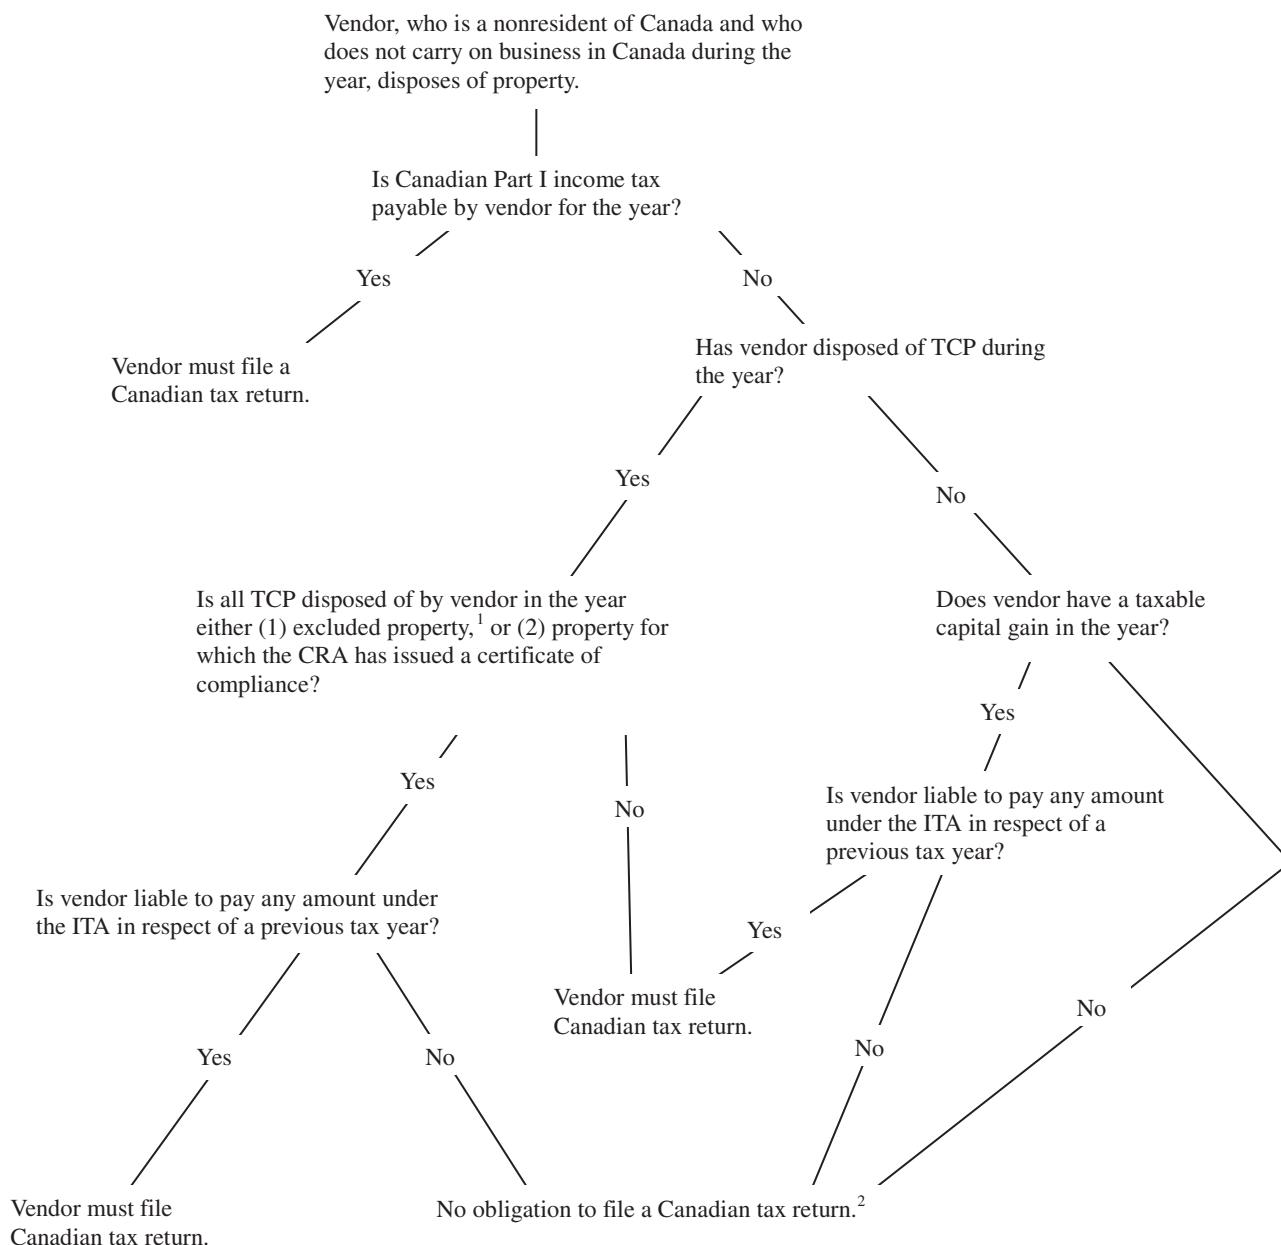 Vendor, who is a nonresident of Canada and who
does not carry on business in Canada during the
year, disposes of property.
Is Canadian Part I income tax
payable by vendor for the year?
Yes
No
Has vendor disposed of TCP during
the year?
Vendor must file a
Canadian tax return.
Yes
No
Is all TCP disposed of by vendor in the year
either (1) excluded property,1 or (2) property for
which the CRA has issued a certificate of
compliance?
Does vendor have a taxable
capital gain in the year?
Yes
Yes
No
Is vendor liable to pay any amount
under the ITA in respect of a
previous tax year?
Is vendor liable to pay any amount under
the ITA in respect of a previous tax year?
Yes
Vendor must file
Canadian tax return.
No
Yes
No
No
Vendor must file
Canadian tax return.
No obligation to file a Canadian tax return.2